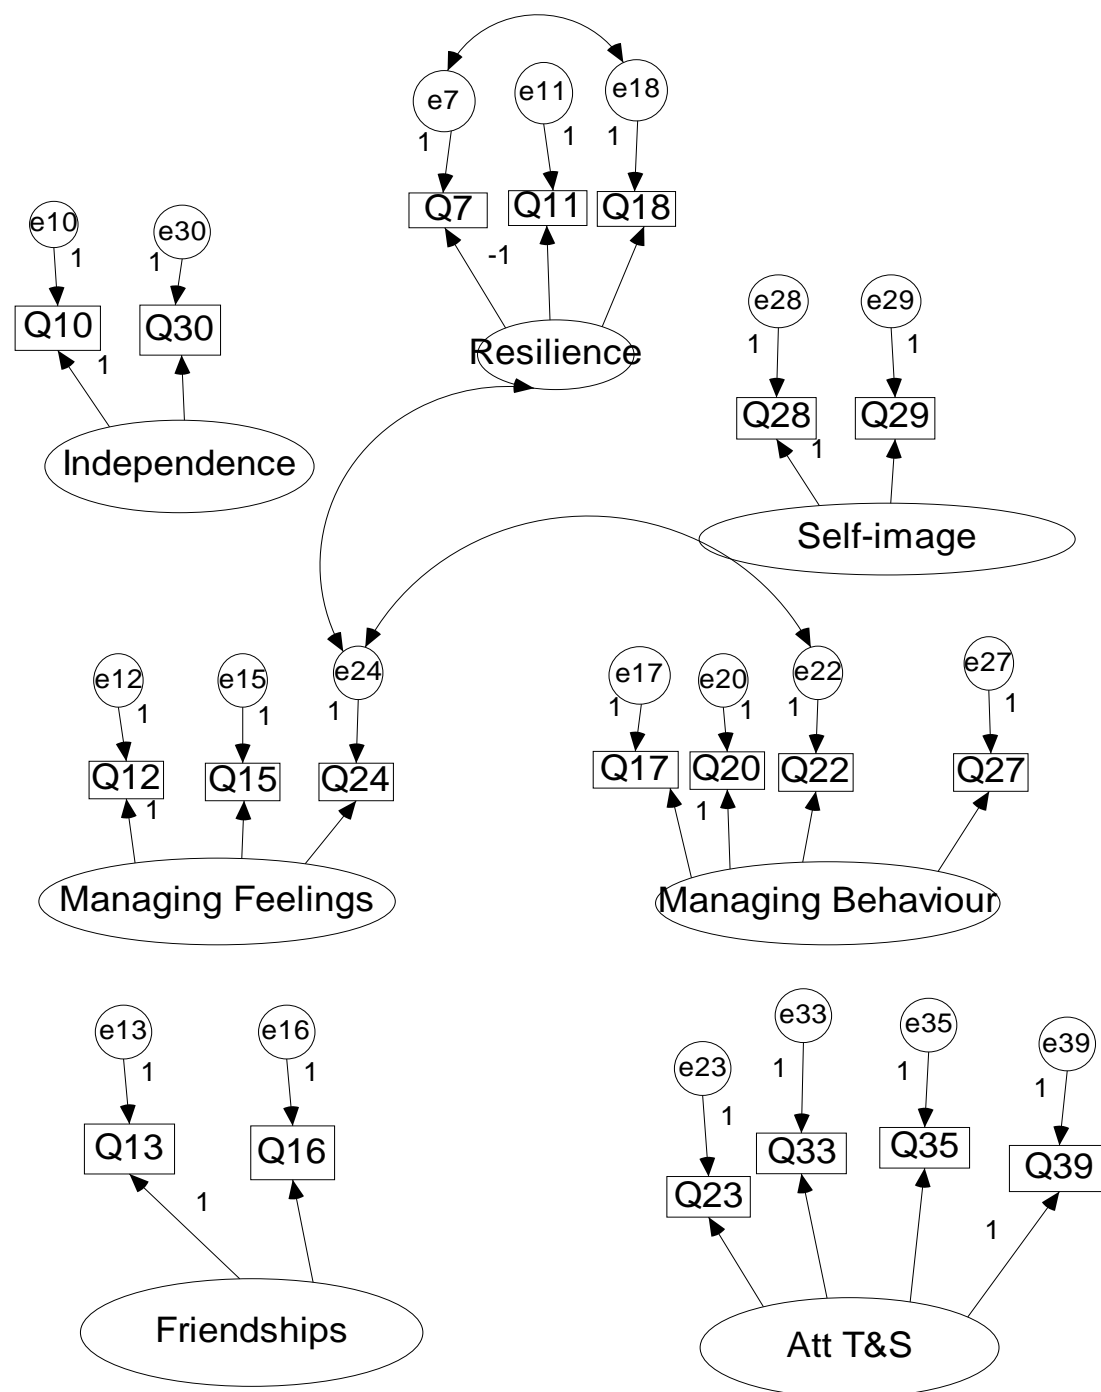 e7
e11
e18
1
1
1
Q7
Q11
Q18
-1
Resilience
e10
e30
1
1
Q10
Q30
1
Independence
e28
e29
1
1
Q28
Q29
1
Self-image
e12
e15
e24
1
1
1
Q12
Q15
Q24
1
Managing Feelings
e17
e20
e22
e27
1
1
1
1
Q17
Q20
Q22
Q27
1
Managing Behaviour
e13
e16
1
1
Q13
Q16
1
Friendships
e23
e33
e35
e39
1
1
1
1
Q23
Q33
Q35
Q39
1
Att T&S